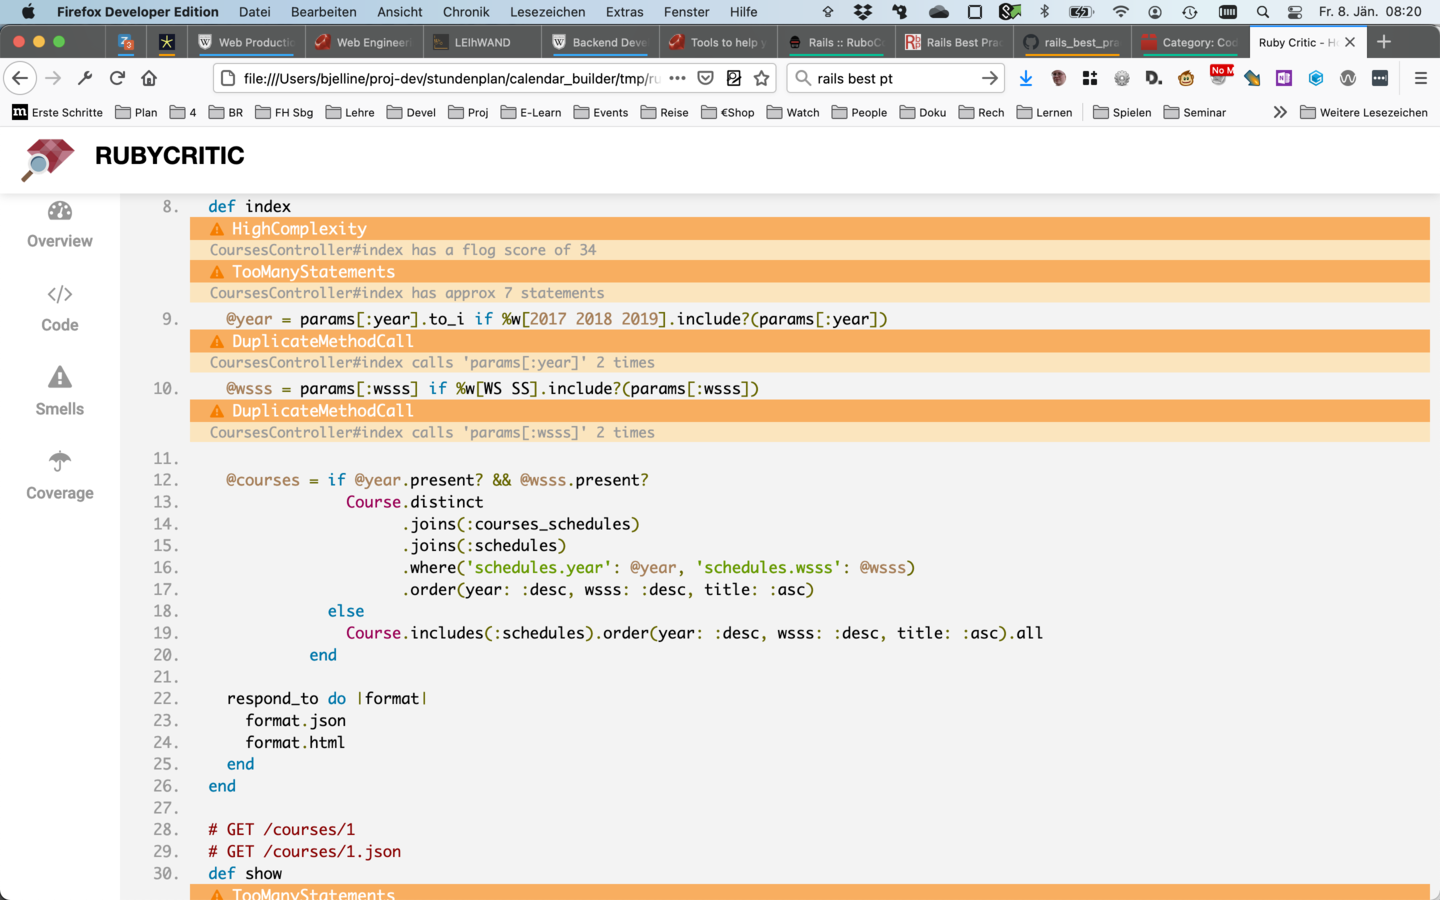 Firefox Developer Edition Datei Bearbeiten Ansicht Chronik Lesezeichen Extras Fenster Hilfe Fr. 8. Jän. 08:20
Web Productic Web Engineeri LEIhWAND Backend Deve Tools to help y Rails :: RuboC Rails Best Prac rails_best_pra Category: Cod Ruby Critic - Ho
file:///Users/bjelline/proj-dev/stundenplan/calendar_builder/tmp/ru rails best pt No M D.
Erste Schritte Plan 4 BR FH Sbg Lehre Devel Proj E-Learn Events Reise €Shop Watch People Doku Rech Lernen Spielen Seminar Weitere Lesezeichen
RUBYCRITIC
Overview
Code
Smells
Coverage
8. def index
HighComplexity
CoursesController#index has a flog score of 34
TooManyStatements
CoursesController#index has approx 7 statements
9. @year = params[:year].to_i if %w[2017 2018 2019].include?(params[:year])
DuplicateMethodCall
CoursesController#index calls 'params[:year]' 2 times
10. @wsss = params[:wsss] if %w[WS SS].include?(params[:wsss])
DuplicateMethodCall
CoursesController#index calls 'params[:wsss]' 2 times
11.
12. @courses = if @year.present? && @wsss.present?
13. Course.distinct
14. .joins(:courses_schedules)
15. .joins(:schedules)
16. .where('schedules.year': @year, 'schedules.wsss': @wsss)
17. .order(year: :desc, wsss: :desc, title: :asc)
18. else
19. Course.includes(:schedules).order(year: :desc, wsss: :desc, title: :asc).all
20. end
21.
22. respond_to do |format|
23. format.json
24. format.html
25. end
26. end
27.
28. # GET /courses/1
29. # GET /courses/1.json
30. def show
TooManyStatements